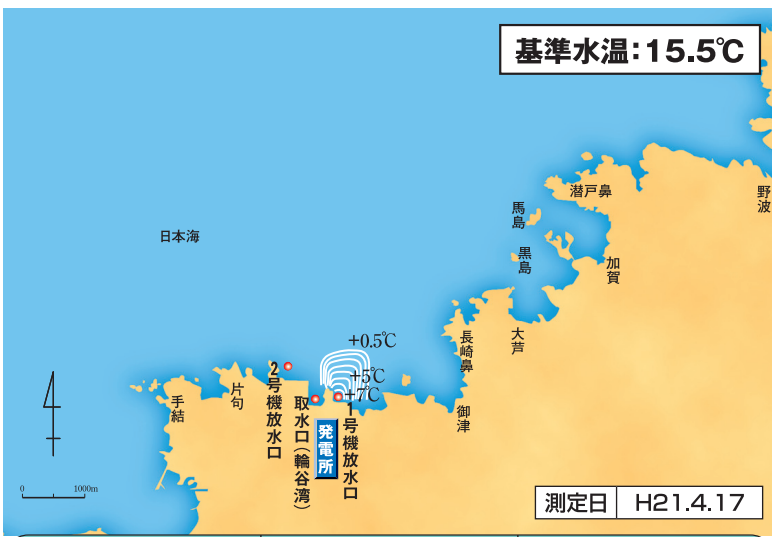 基準水温:15.5℃
潜戸鼻
野波
馬島
日本海
黒島
加賀
+0.5℃
長崎鼻
大芦
+5℃
+7℃
2号機放水口
片句
手結
取水口(輪谷湾)
発電所
1号機放水口
御津
0 1000m
測定日 H21.4.17